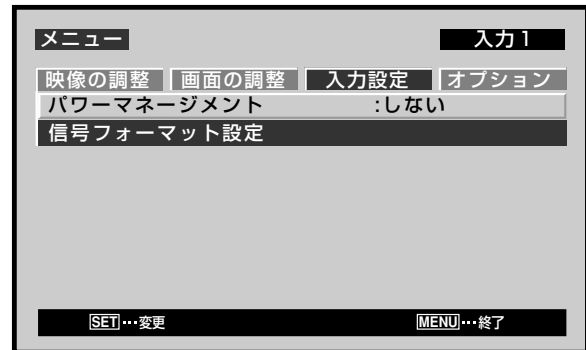 メニュー 入力1
映像の調整 画面の調整 入力設定 オプション
パワーマネージメント :しない
信号フォーマット設定
SET…変更 MENU…終了